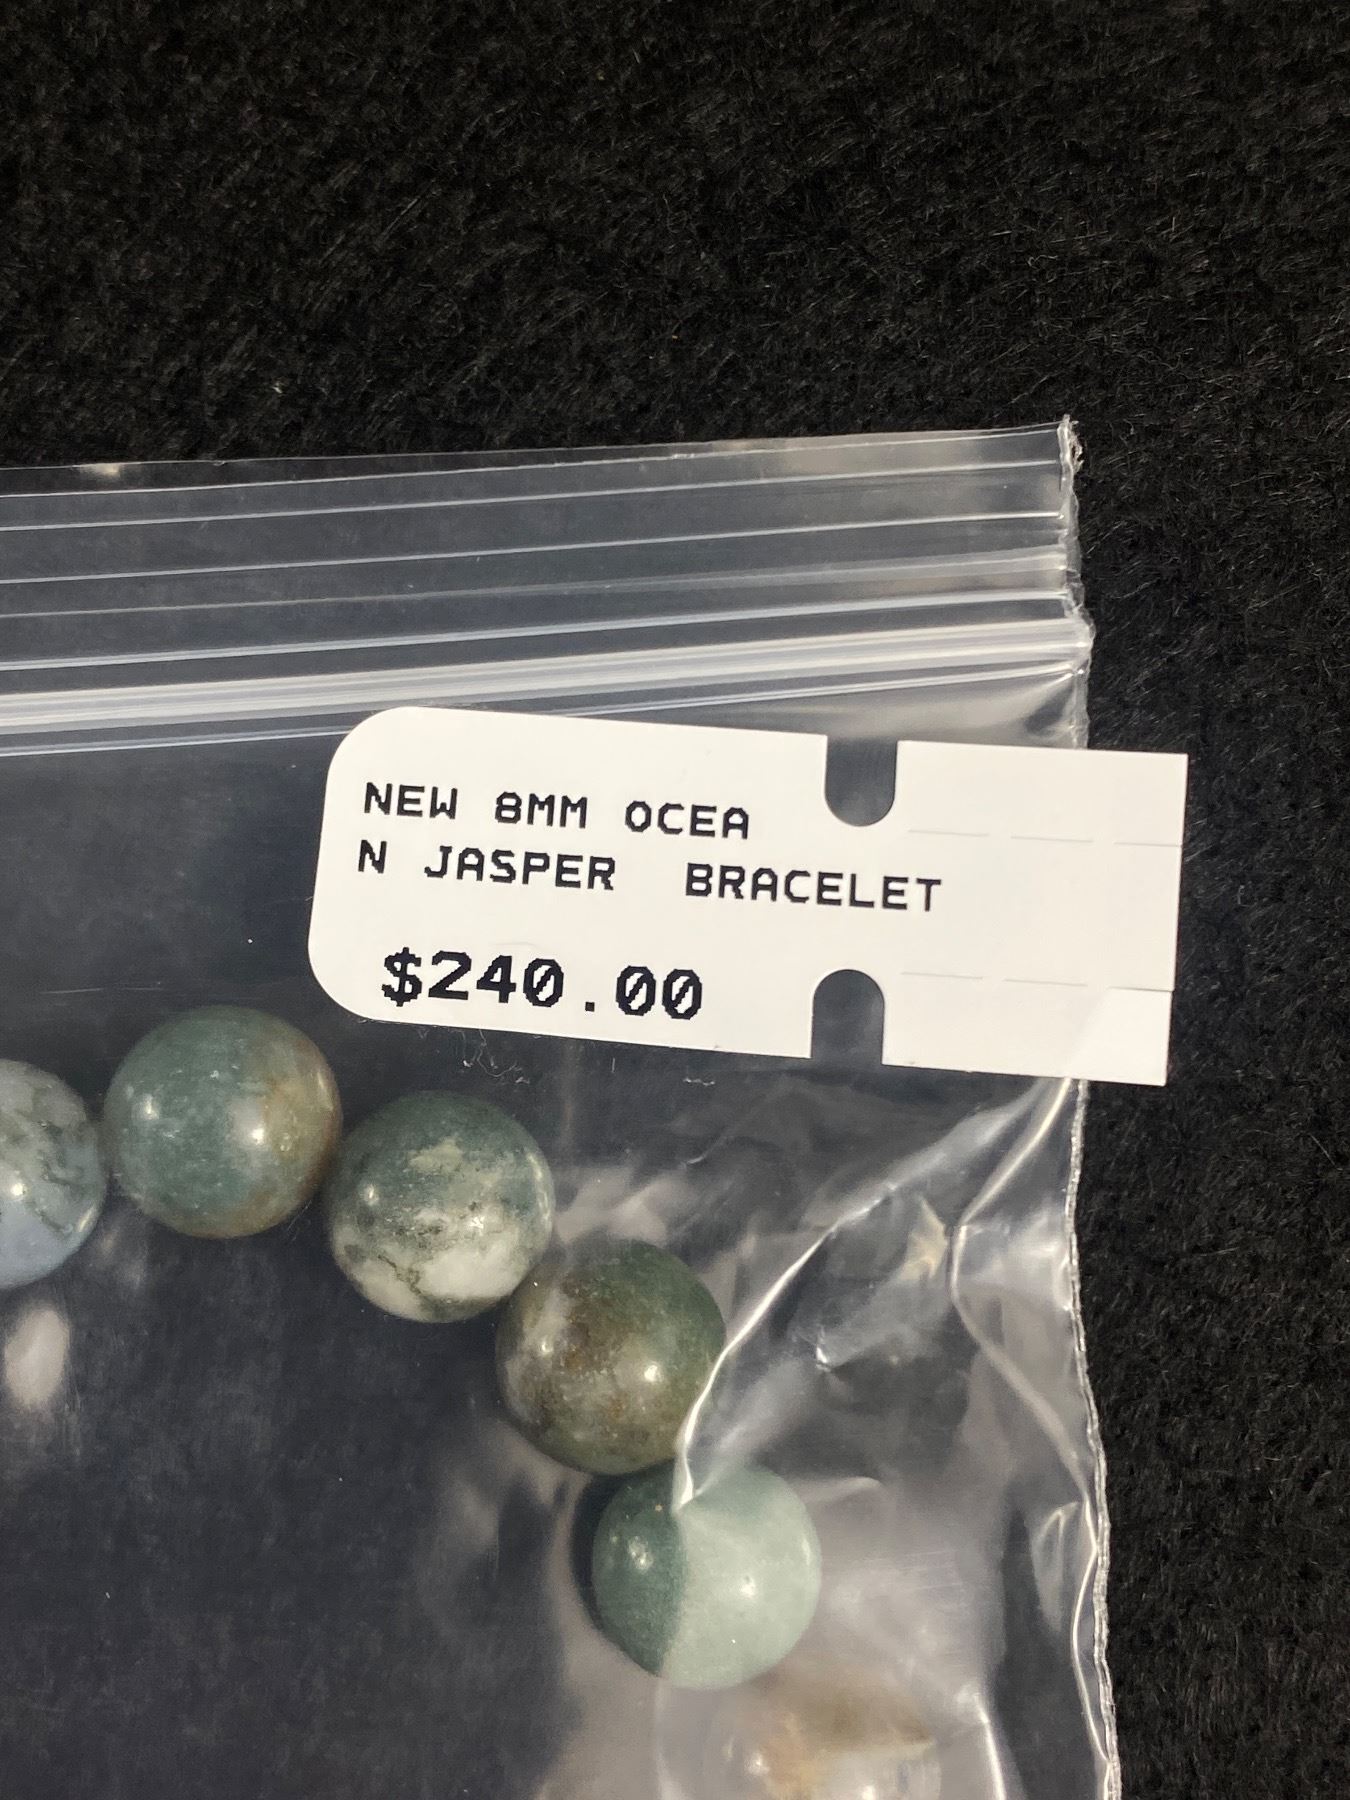 NEW 8MM OCEA
N JASPER  BRACELET
$240.00